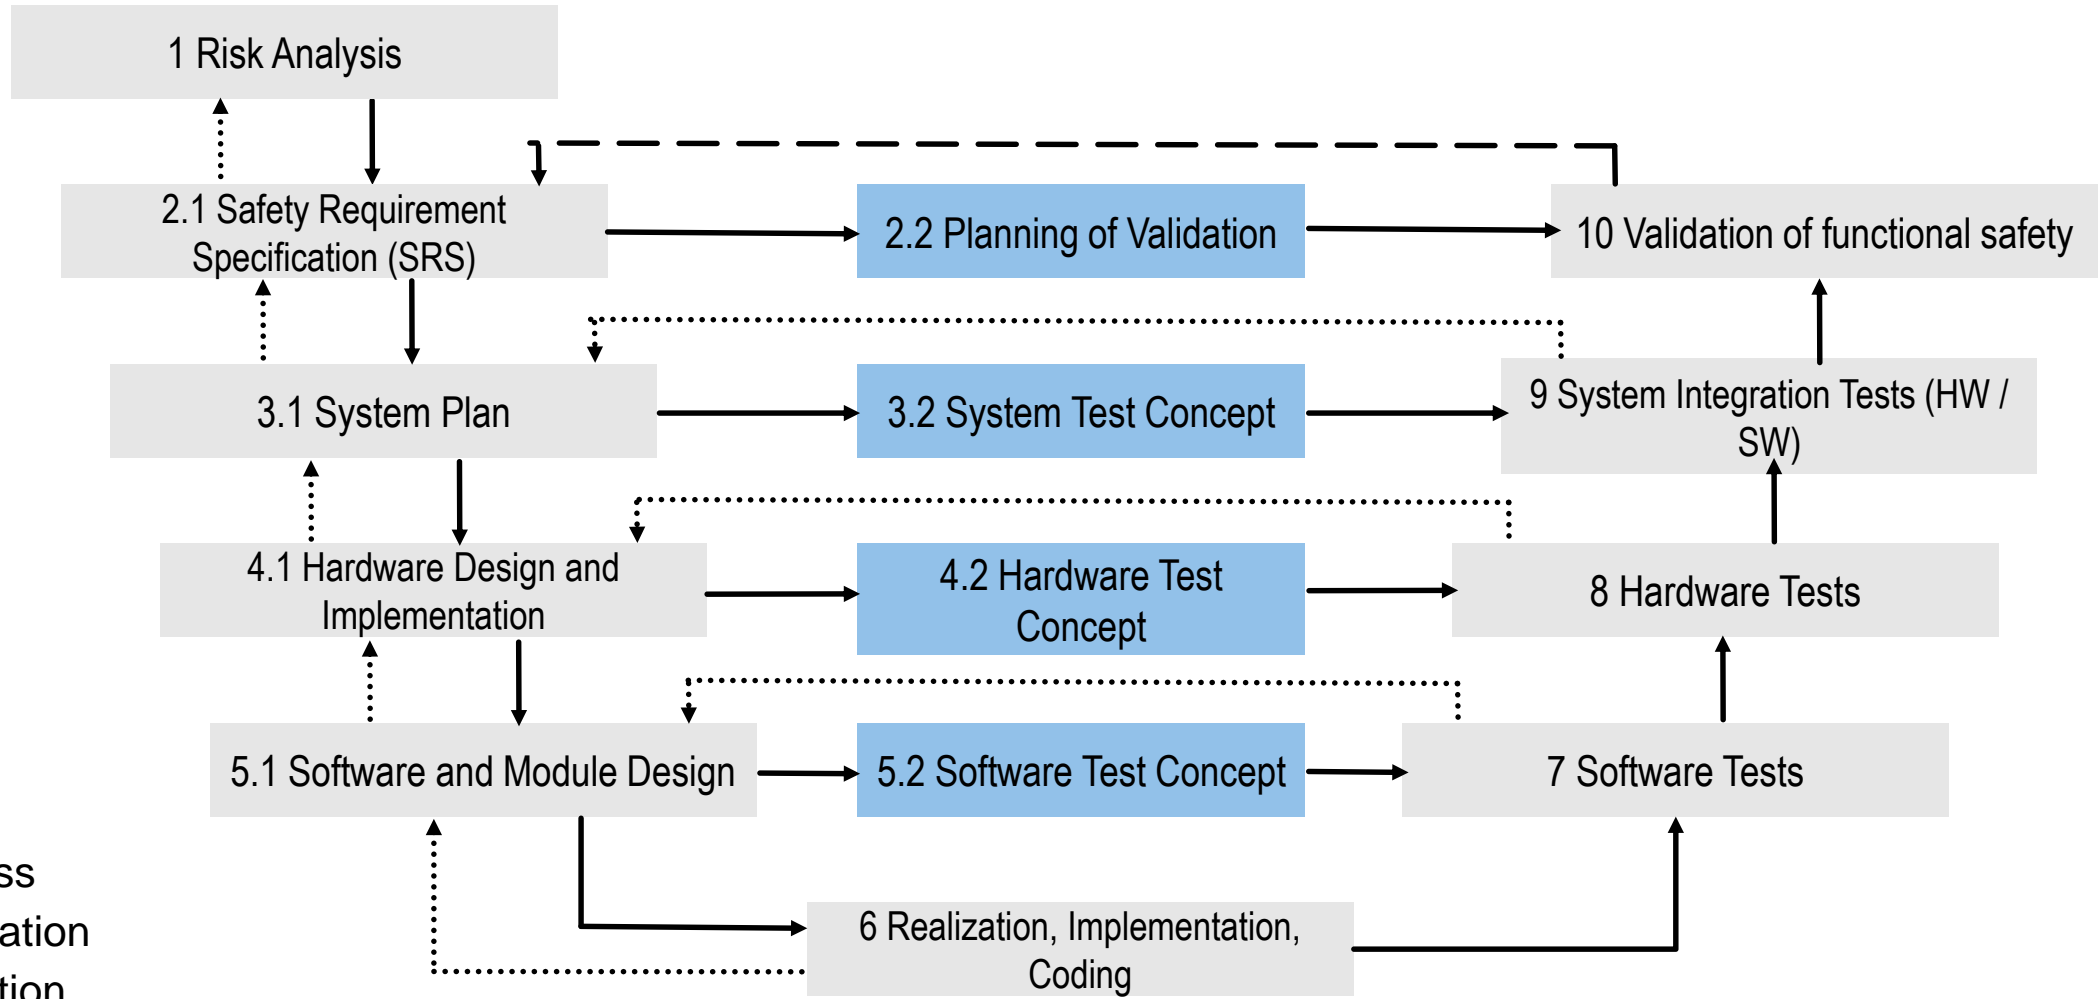 1 Risk Analysis
2.1 Safety Requirement
Specification (SRS)
2.2 Planning of Validation
10 Validation of functional safety
3.1 System Plan
3.2 System Test Concept
9 System Integration Tests (HW /
SW)
4.1 Hardware Design and
Implementation
4.2 Hardware Test
Concept
8 Hardware Tests
5.1 Software and Module Design
5.2 Software Test Concept
7 Software Tests
6 Realization, Implementation,
Coding